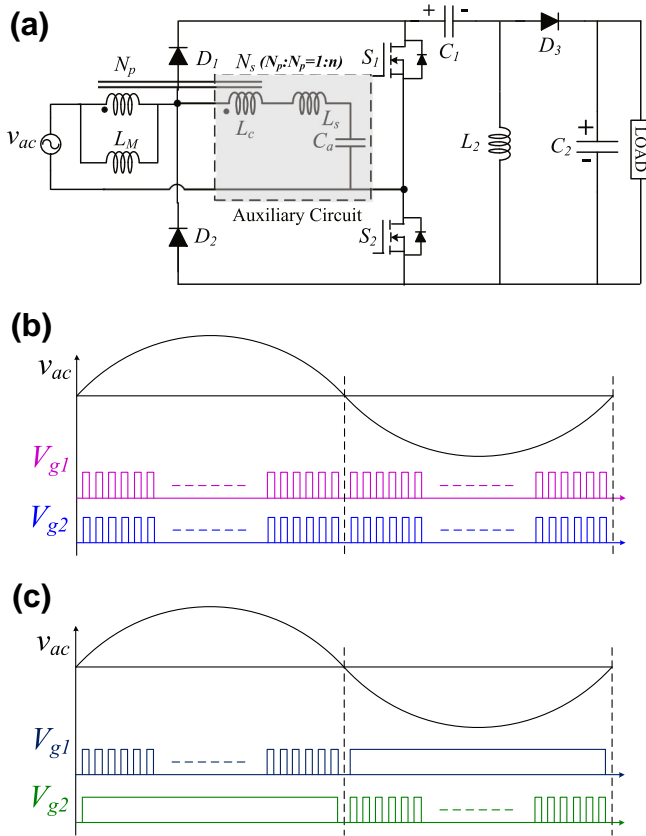 (a)
N_p
N_s (N_p:N_p=1:n)
D_1
S_1
+ -
C_1
D_3
v_ac
L_M
L_c
L_s
C_a
L_2
C_2
+
-
LOAD
Auxiliary Circuit
D_2
S_2
(b)
v_ac
V_g1
V_g2
(c)
v_ac
V_g1
V_g2